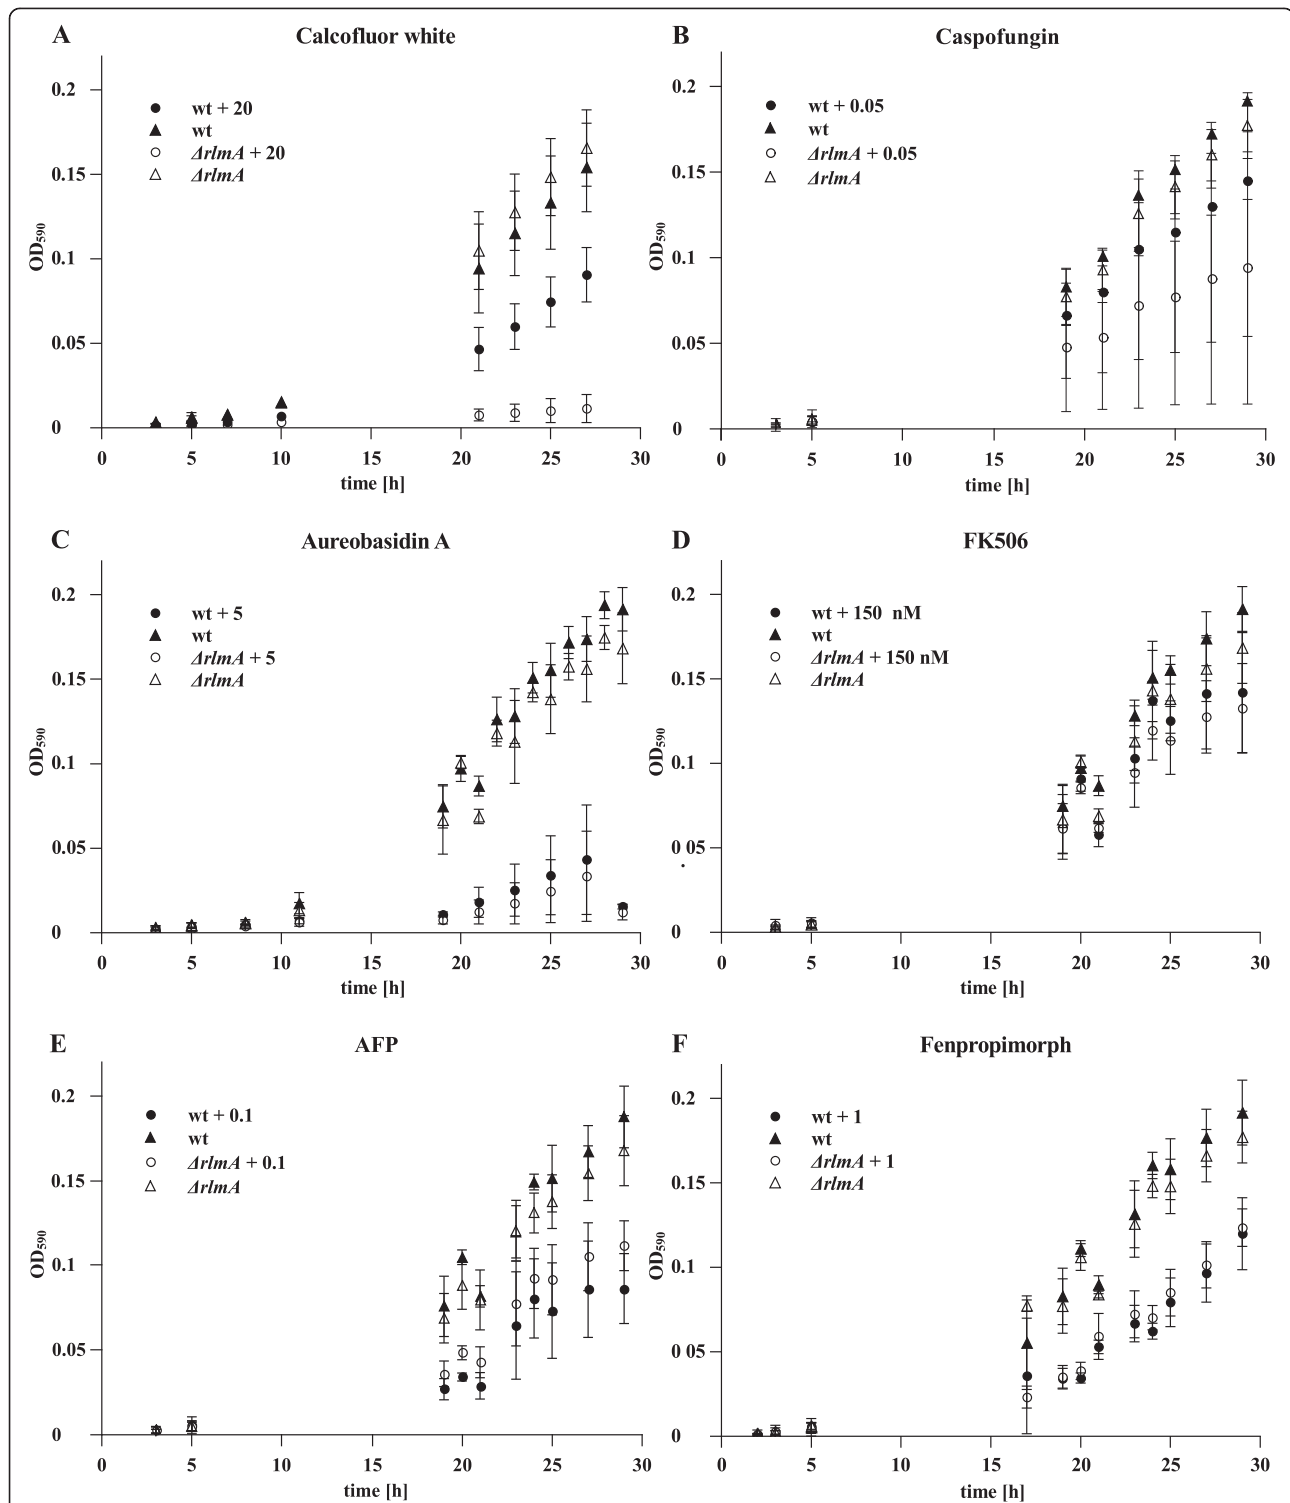 A Calcofluor white
wt + 20
wt
ΔrlmA + 20
ΔrlmA
0.2
0.15
0.1
0.05
0
OD590
0 5 10 15 20 25 30
time [h]
B Caspofungin
wt + 0.05
wt
ΔrlmA + 0.05
ΔrlmA
0.2
0.15
0.1
0.05
0
OD590
0 5 10 15 20 25 30
time [h]
C Aureobasidin A
wt + 5
wt
ΔrlmA + 5
ΔrlmA
0.2
0.15
0.1
0.05
0
OD590
0 5 10 15 20 25 30
time [h]
D FK506
wt + 150 nM
wt
ΔrlmA + 150 nM
ΔrlmA
0.2
0.15
0.1
0 05
0
OD590
0 5 10 15 20 25 30
time [h]
E AFP
wt + 0.1
wt
ΔrlmA + 0.1
ΔrlmA
0.2
0.15
0.1
0.05
0
OD590
0 5 10 15 20 25 30
time [h]
F Fenpropimorph
wt + 1
wt
ΔrlmA + 1
ΔrlmA
0.2
0.15
0.1
0.05
0
OD590
0 5 10 15 20 25 30
time [h]